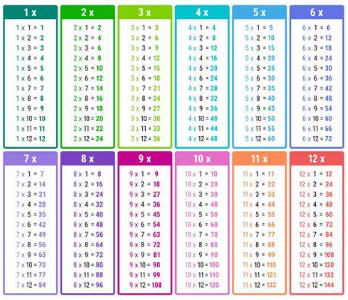 1 x
1 x 1 = 1
1 x 2 = 2
1 x 3 = 3
1 x 4 = 4
1 x 5 = 5
1 x 6 = 6
1 x 7 = 7
1 x 8 = 8
1 x 9 = 9
1 x 10 = 10
1 x 11 = 11
1 x 12 = 12
2 x
2 x 1 = 2
2 x 2 = 4
2 x 3 = 6
2 x 4 = 8
2 x 5 = 10
2 x 6 = 12
2 x 7 = 14
2 x 8 = 16
2 x 9 = 18
2 x 10 = 20
2 x 11 = 22
2 x 12 = 24
3 x
3 x 1 = 3
3 x 2 = 6
3 x 3 = 9
3 x 4 = 12
3 x 5 = 15
3 x 6 = 18
3 x 7 = 21
3 x 8 = 24
3 x 9 = 27
3 x 10 = 30
3 x 11 = 33
3 x 12 = 36
4 x
4 x 1 = 4
4 x 2 = 8
4 x 3 = 12
4 x 4 = 16
4 x 5 = 20
4 x 6 = 24
4 x 7 = 28
4 x 8 = 32
4 x 9 = 36
4 x 10 = 40
4 x 11 = 44
4 x 12 = 48
5 x
5 x 1 = 5
5 x 2 = 10
5 x 3 = 15
5 x 4 = 20
5 x 5 = 25
5 x 6 = 30
5 x 7 = 35
5 x 8 = 40
5 x 9 = 45
5 x 10 = 50
5 x 11 = 55
5 x 12 = 60
6 x
6 x 1 = 6
6 x 2 = 12
6 x 3 = 18
6 x 4 = 24
6 x 5 = 30
6 x 6 = 36
6 x 7 = 42
6 x 8 = 48
6 x 9 = 54
6 x 10 = 60
6 x 11 = 66
6 x 12 = 72
7 x
7 x 1 = 7
7 x 2 = 14
7 x 3 = 21
7 x 4 = 28
7 x 5 = 35
7 x 6 = 42
7 x 7 = 49
7 x 8 = 56
7 x 9 = 63
7 x 10 = 70
7 x 11 = 77
7 x 12 = 84
8 x
8 x 1 = 8
8 x 2 = 16
8 x 3 = 24
8 x 4 = 32
8 x 5 = 40
8 x 6 = 48
8 x 7 = 56
8 x 8 = 64
8 x 9 = 72
8 x 10 = 80
8 x 11 = 88
8 x 12 = 96
9 x
9 x 1 = 9
9 x 2 = 18
9 x 3 = 27
9 x 4 = 36
9 x 5 = 45
9 x 6 = 54
9 x 7 = 63
9 x 8 = 72
9 x 9 = 81
9 x 10 = 90
9 x 11 = 99
9 x 12 = 108
10 x
10 x 1 = 10
10 x 2 = 20
10 x 3 = 30
10 x 4 = 40
10 x 5 = 50
10 x 6 = 60
10 x 7 = 70
10 x 8 = 80
10 x 9 = 90
10 x 10 = 100
10 x 11 = 110
10 x 12 = 120
11 x
11 x 1 = 11
11 x 2 = 22
11 x 3 = 33
11 x 4 = 44
11 x 5 = 55
11 x 6 = 66
11 x 7 = 77
11 x 8 = 88
11 x 9 = 99
11 x 10 = 110
11 x 11 = 121
11 x 12 = 132
12 x
12 x 1 = 12
12 x 2 = 24
12 x 3 = 36
12 x 4 = 48
12 x 5 = 60
12 x 6 = 72
12 x 7 = 84
12 x 8 = 96
12 x 9 = 108
12 x 10 = 120
12 x 11 = 132
12 x 12 = 144